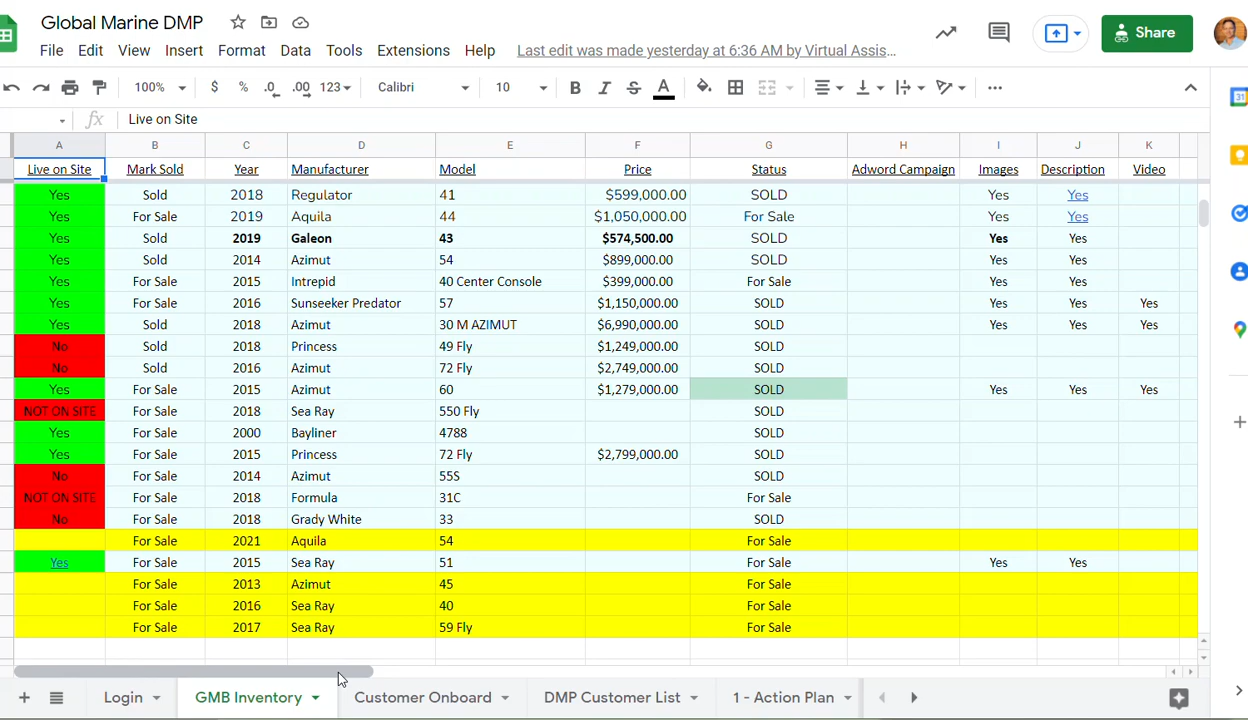 Global Marine DMP
File Edit View Insert Format Data Tools Extensions Help Last edit was made yesterday at 6:36 AM by Virtual Assis...
Share
100% $ % .0 .00 123 Calibri 10 B I S A
fx Live on Site
A B C D E F G H I J K
Live on Site Mark Sold Year Manufacturer Model Price Status Adword Campaign Images Description Video
Yes Sold 2018 Regulator 41 $599,000.00 SOLD Yes Yes
Yes For Sale 2019 Aquila 44 $1,050,000.00 For Sale Yes Yes
Yes Sold 2019 Galeon 43 $574,500.00 SOLD Yes Yes
Yes Sold 2014 Azimut 54 $899,000.00 SOLD Yes Yes
Yes For Sale 2015 Intrepid 40 Center Console $399,000.00 For Sale Yes Yes
Yes For Sale 2016 Sunseeker Predator 57 $1,150,000.00 SOLD Yes Yes Yes
Yes Sold 2018 Azimut 30 M AZIMUT $6,990,000.00 SOLD Yes Yes Yes
No Sold 2018 Princess 49 Fly $1,249,000.00 SOLD
No Sold 2016 Azimut 72 Fly $2,749,000.00 SOLD
Yes For Sale 2015 Azimut 60 $1,279,000.00 SOLD Yes Yes Yes
NOT ON SITE For Sale 2018 Sea Ray 550 Fly SOLD
Yes For Sale 2000 Bayliner 4788 SOLD
Yes For Sale 2015 Princess 72 Fly $2,799,000.00 SOLD
No For Sale 2014 Azimut 55S SOLD
NOT ON SITE For Sale 2018 Formula 31C For Sale
No For Sale 2018 Grady White 33 SOLD
For Sale 2021 Aquila 54 For Sale
Yes For Sale 2015 Sea Ray 51 For Sale Yes Yes
For Sale 2013 Azimut 45 For Sale
For Sale 2016 Sea Ray 40 For Sale
For Sale 2017 Sea Ray 59 Fly For Sale
Login GMB Inventory Customer Onboard DMP Customer List 1 - Action Plan